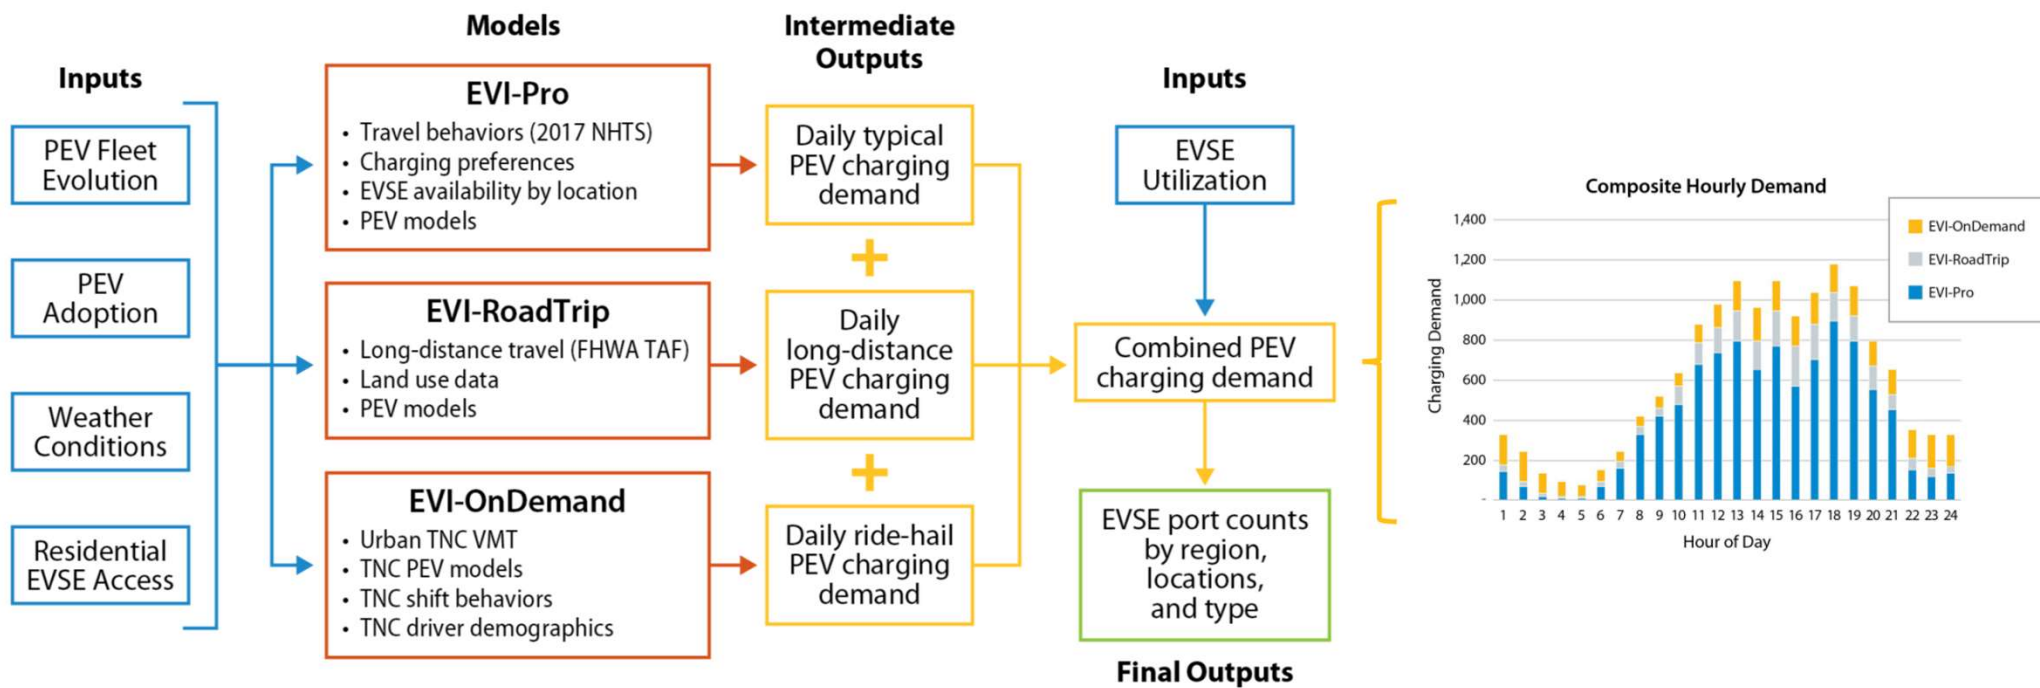 Inputs
PEV Fleet
Evolution
PEV
Adoption
Weather
Conditions
Residential
EVSE Access
Models
EVI-Pro
• Travel behaviors (2017 NHTS)
• Charging preferences
• EVSE availability by location
• PEV models
EVI-RoadTrip
• Long-distance travel (FHWA TAF)
• Land use data
• PEV models
EVI-OnDemand
• Urban TNC VMT
• TNC PEV models
• TNC shift behaviors
• TNC driver demographics
Intermediate
Outputs
Daily typical
PEV charging
demand
+
Daily
long-distance
PEV charging
demand
+
Daily ride-hail
PEV charging
demand
Inputs
EVSE
Utilization
Combined PEV
charging demand
EVSE port counts
by region,
locations,
and type
Final Outputs
Composite Hourly Demand
Charging Demand
1,400
1,200
1,000
800
600
400
200
-
1 2 3 4 5 6 7 8 9 10 11 12 13 14 15 16 17 18 19 20 21 22 23 24
Hour of Day
EVI-OnDemand
EVI-RoadTrip
EVI-Pro